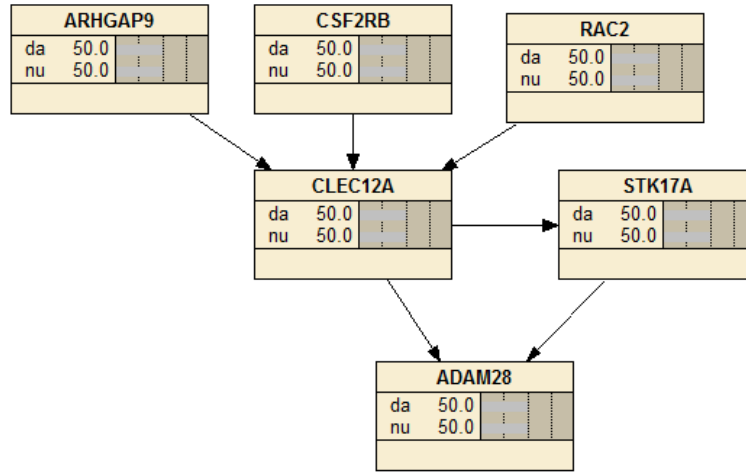 ARHGAP9
da 50.0
nu 50.0
CSF2RB
da 50.0
nu 50.0
RAC2
da 50.0
nu 50.0
CLEC12A
da 50.0
nu 50.0
STK17A
da 50.0
nu 50.0
ADAM28
da 50.0
nu 50.0